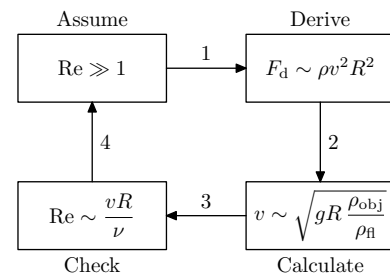 Assume
Derive
Re ≫ 1
1
F_d ∼ ρv²R²
4
2
Re ∼ vR/ν
3
v ∼ √(gR ρ_obj/ρ_fl)
Check
Calculate